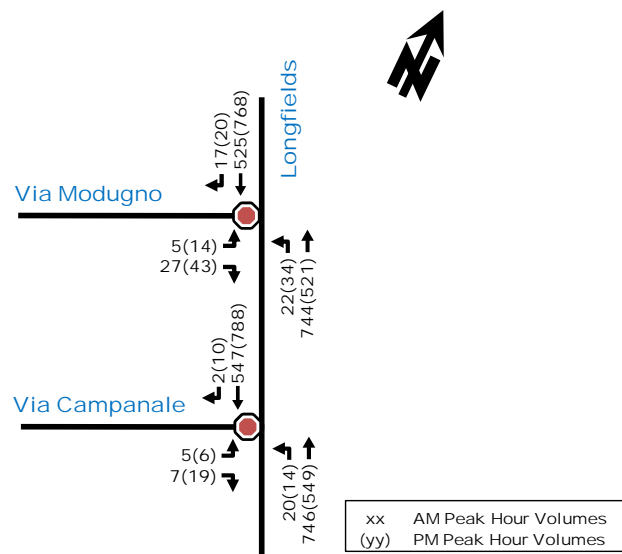 Longfields
17(20)
525(768)
Via Modugno
5(14)
27(43)
22(34)
744(521)
2(10)
547(788)
Via Campanale
5(6)
7(19)
20(14)
746(549)
xx AM Peak Hour Volumes
(yy) PM Peak Hour Volumes